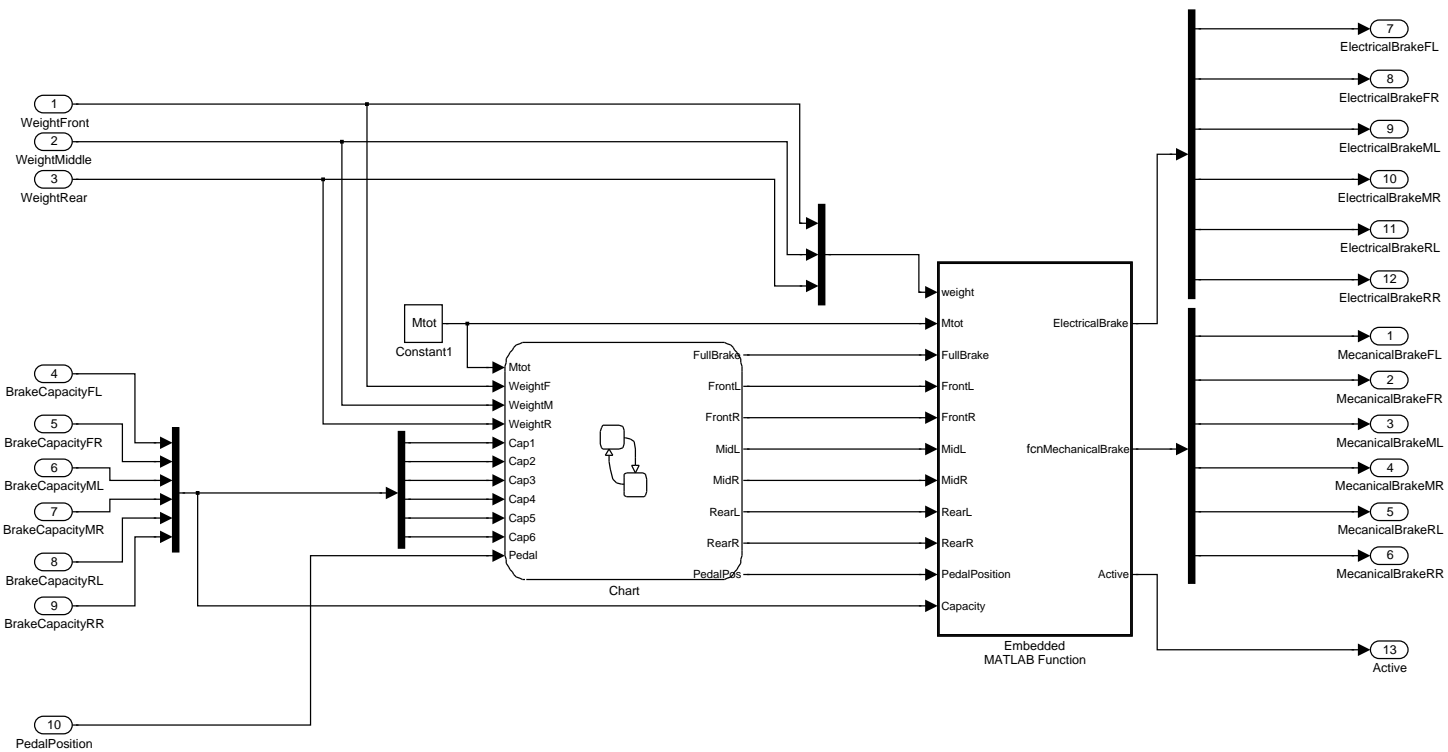 1
WeightFront
2
WeightMiddle
3
WeightRear
4
BrakeCapacityFL
5
BrakeCapacityFR
6
BrakeCapacityML
7
BrakeCapacityMR
8
BrakeCapacityRL
9
BrakeCapacityRR
10
PedalPosition
Mtot
Constant1
Mtot
WeightF
WeightM
WeightR
Cap1
Cap2
Cap3
Cap4
Cap5
Cap6
Pedal
FullBrake
FrontL
FrontR
MidL
MidR
RearL
RearR
PedalPos
Chart
weight
Mtot
FullBrake
FrontL
FrontR
MidL
MidR
RearL
RearR
PedalPosition
Capacity
ElectricalBrake
fcnMechanicalBrake
Active
Embedded
MATLAB Function
7
ElectricalBrakeFL
8
ElectricalBrakeFR
9
ElectricalBrakeML
10
ElectricalBrakeMR
11
ElectricalBrakeRL
12
ElectricalBrakeRR
1
MecanicalBrakeFL
2
MecanicalBrakeFR
3
MecanicalBrakeML
4
MecanicalBrakeMR
5
MecanicalBrakeRL
6
MecanicalBrakeRR
13
Active